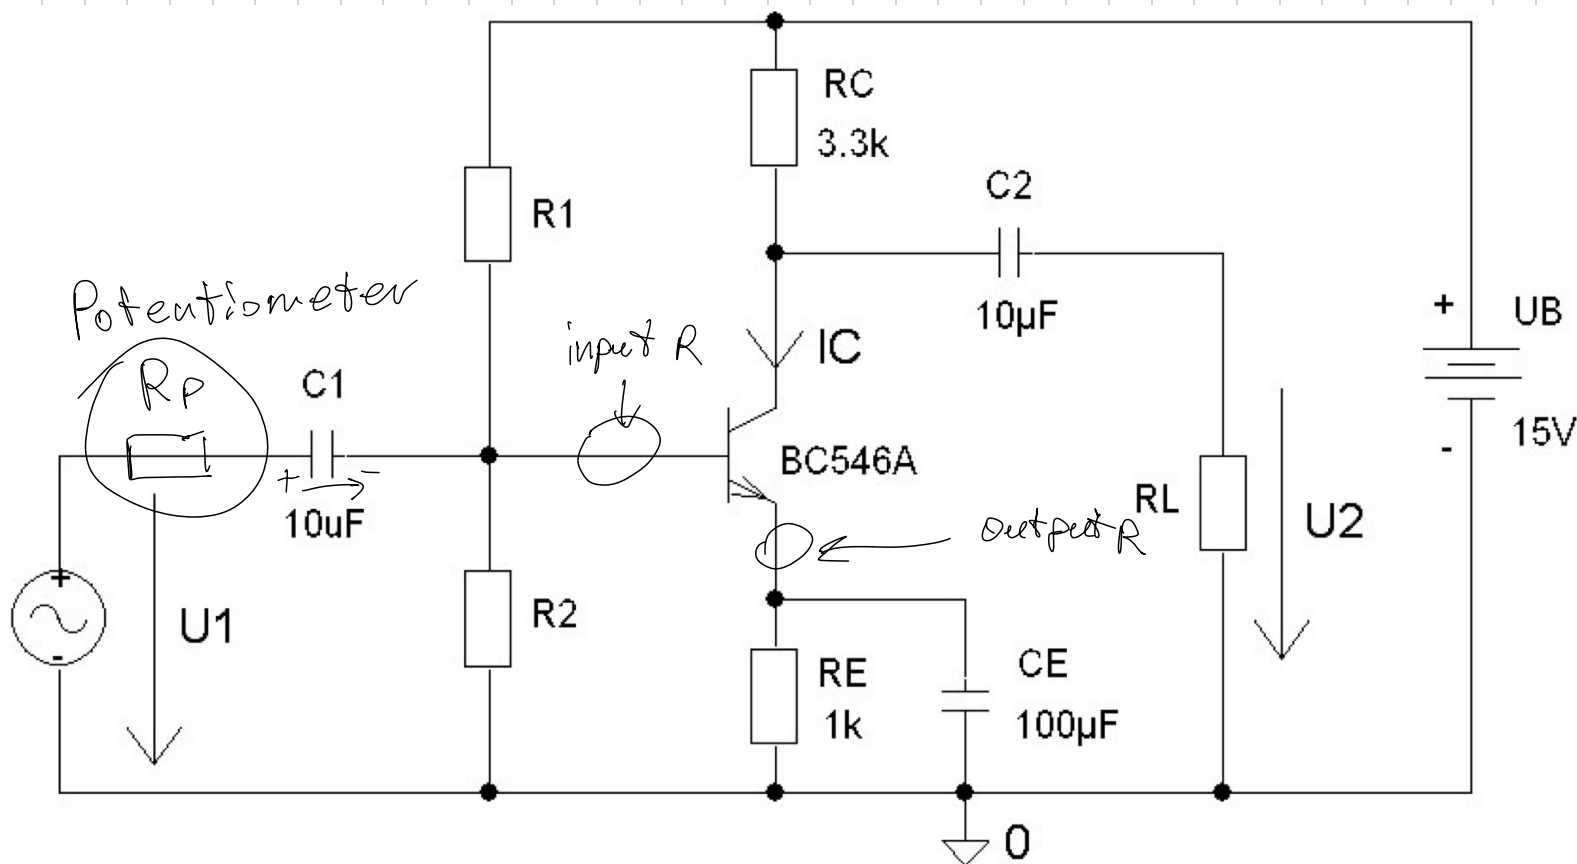 RC
3.3k
C2
R1
10µF
Potentiometer
Rp
C1
input R
IC
+
UB
15V
-
+ -
10uF
BC546A
RL
U2
output R
+
-
U1
R2
RE
1k
CE
100µF
0